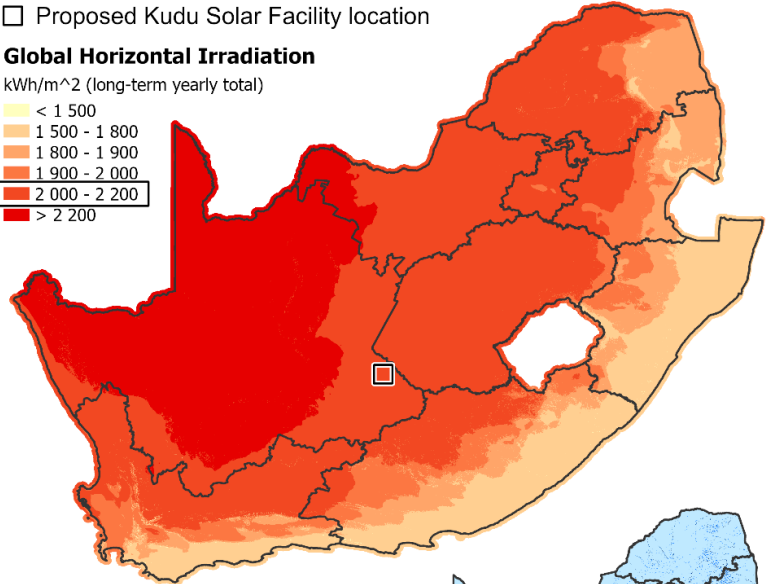 Proposed Kudu Solar Facility location
Global Horizontal Irradiation
kWh/m^2 (long-term yearly total)
< 1 500
1 500 - 1 800
1 800 - 1 900
1 900 - 2 000
2 000 - 2 200
> 2 200